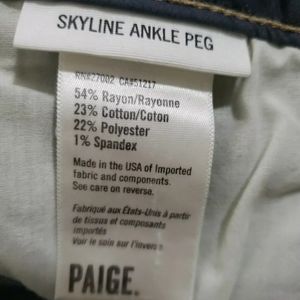 SKYLINE ANKLE PEG
RN#27002 CA#51217
54% Rayon/Rayonne
23% Cotton/Coton
22% Polyester
1% Spandex
Made in the USA of Imported
fabric and components.
See care on reverse.
Fabriqué aux États-Unis à partir
de tissus et composants
importés
Voir le soin sur l'invers
PAIGE.